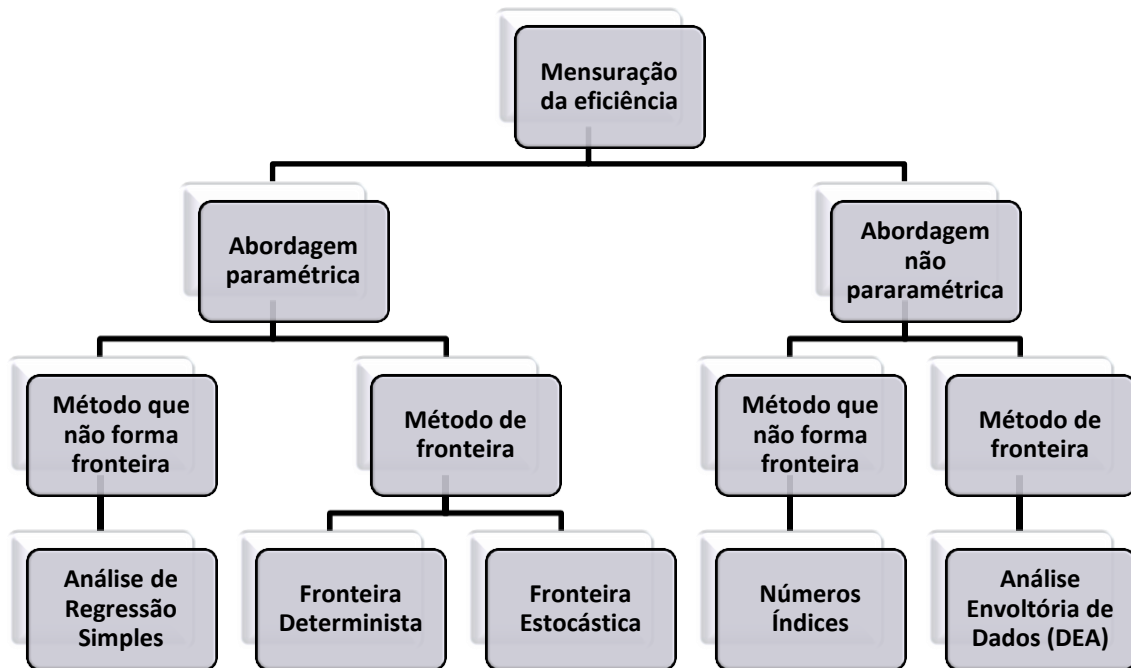 Mensuração
da eficiência
Abordagem
paramétrica
Abordagem
não
pararamétrica
Método que
não forma
fronteira
Método de
fronteira
Método que
não forma
fronteira
Método de
fronteira
Análise de
Regressão
Simples
Fronteira
Determinista
Fronteira
Estocástica
Números
Índices
Análise
Envoltória de
Dados (DEA)